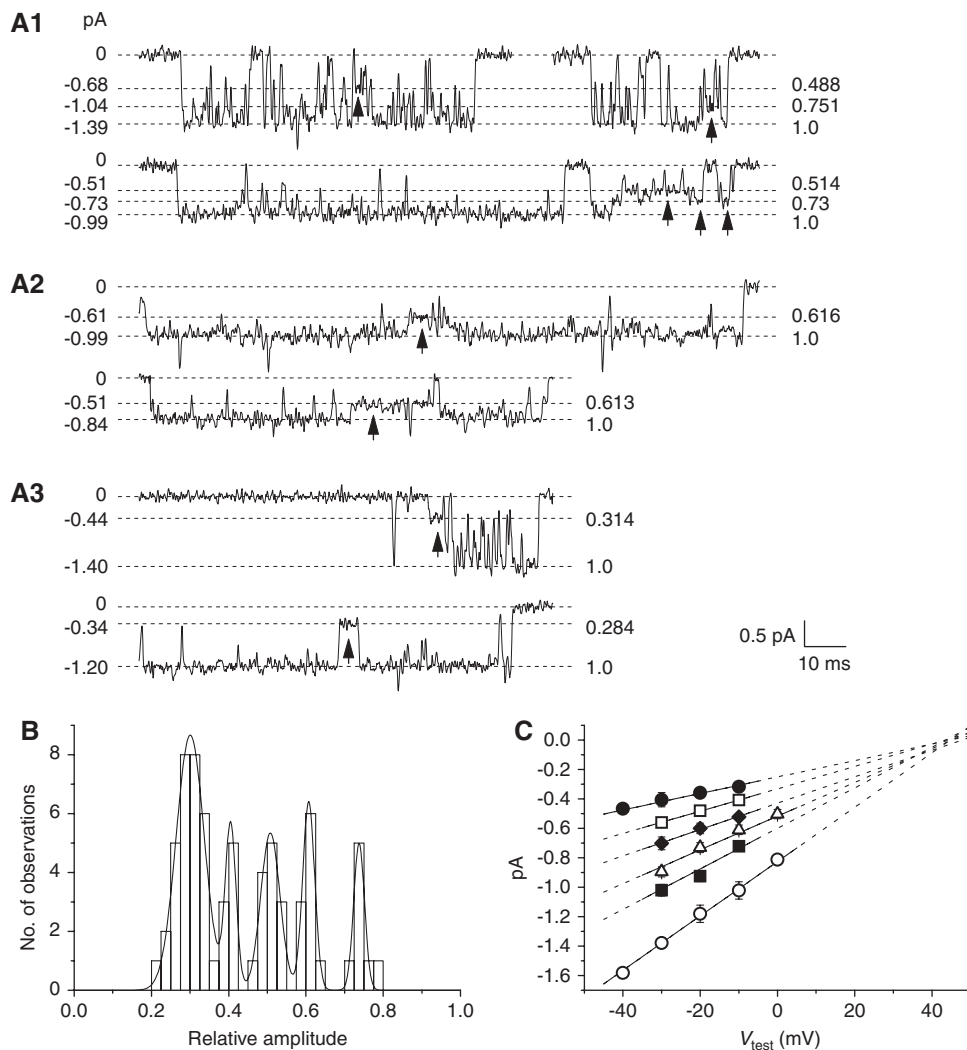 A1 pA
0
-0.68 0.488
-1.04 0.751
-1.39 1.0
0
-0.51 0.514
-0.73 0.73
-0.99 1.0
A2
0
-0.61 0.616
-0.99 1.0
0
-0.51 0.613
-0.84 1.0
A3
0
-0.44 0.314
-1.40 1.0
0
-0.34 0.284
-1.20 1.0
0.5 pA
10 ms
B
No. of observations
8
6
4
2
0
0.0 0.2 0.4 0.6 0.8 1.0
Relative amplitude
C
pA
0.0
-0.2
-0.4
-0.6
-0.8
-1.0
-1.2
-1.4
-1.6
-40 -20 0 20 40
Vtest (mV)